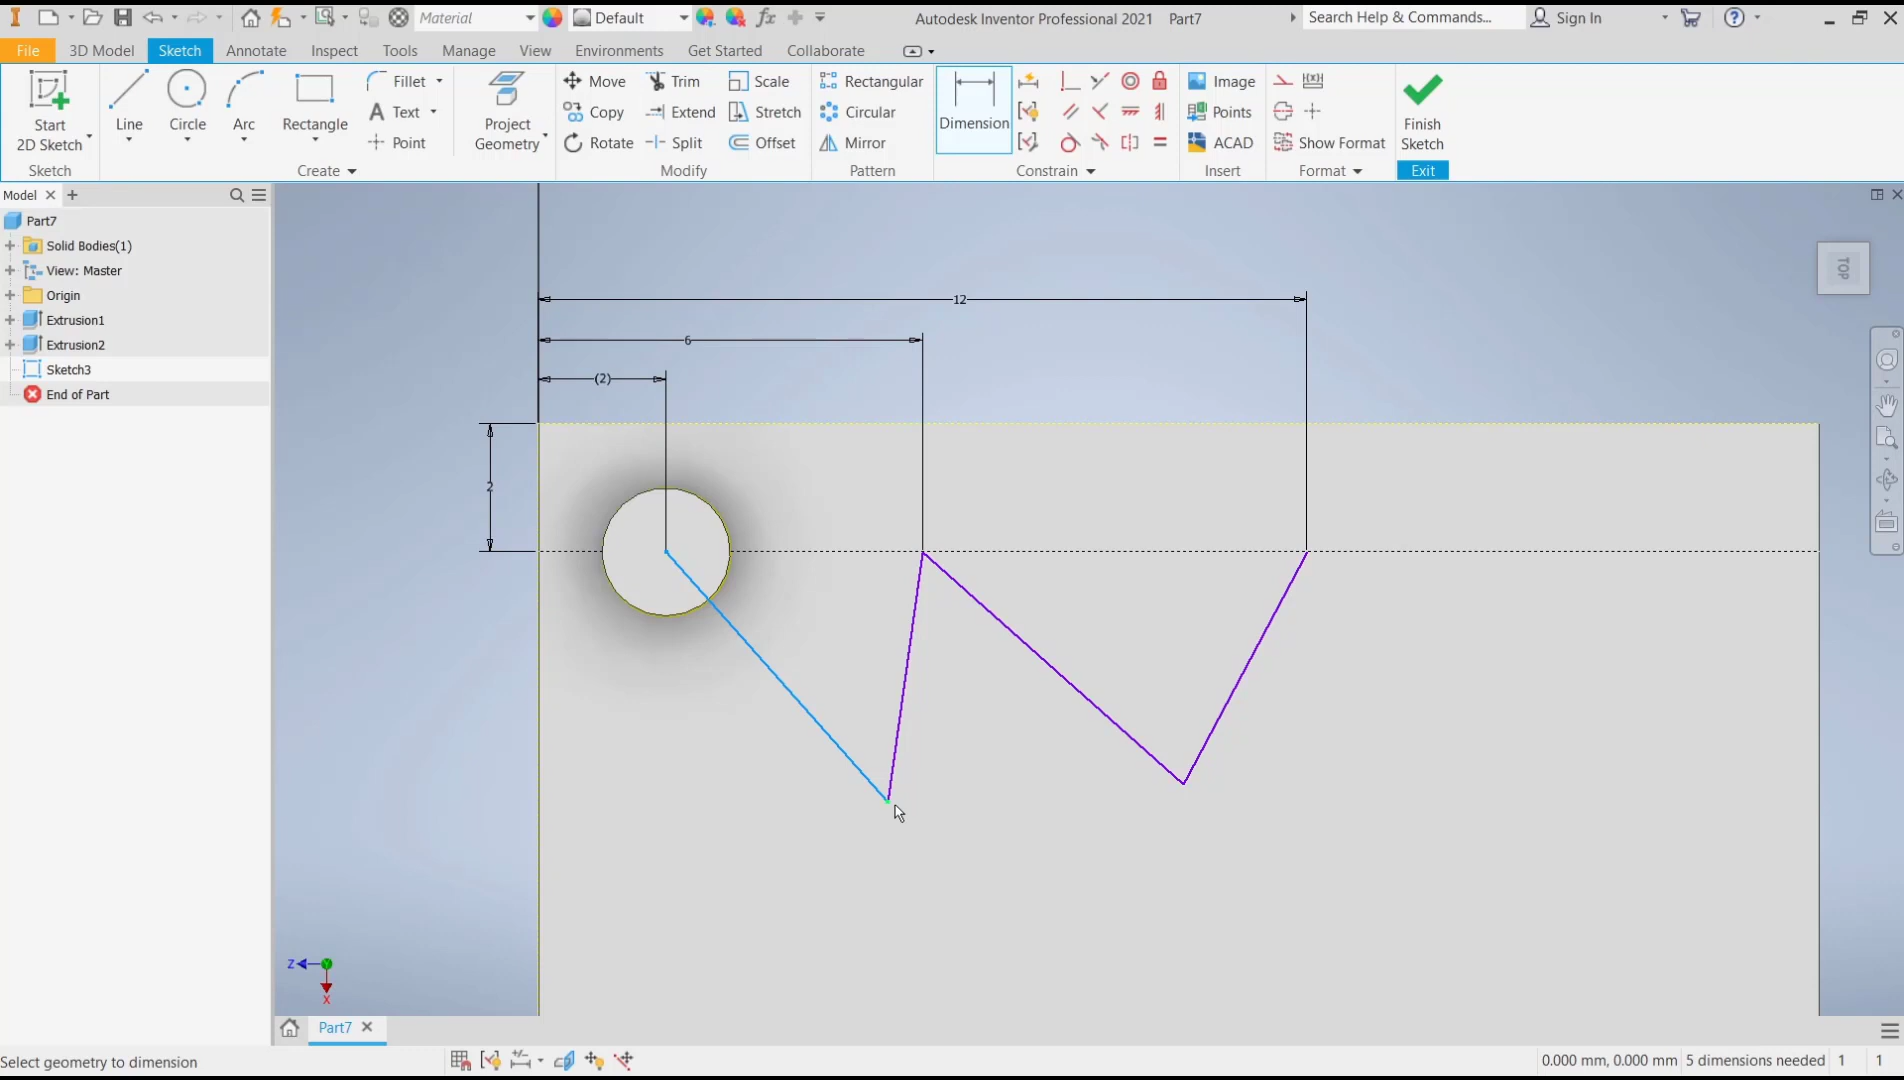 Material
Default
Autodesk Inventor Professional 2021 Part7
Search Help & Commands...
Sign In
File 3D Model Sketch Annotate Inspect Tools Manage View Environments Get Started Collaborate
Start
2D Sketch
Line
Circle
Arc
Rectangle
Fillet
Text
Point
Project
Geometry
Move
Copy
Rotate
Trim
Extend
Split
Scale
Stretch
Offset
Rectangular
Circular
Mirror
Dimension
Image
Points
ACAD
Show Format
Finish
Sketch
Sketch Create Modify Pattern Constrain Insert Format Exit
Model
Part7
Solid Bodies(1)
View: Master
Origin
Extrusion1
Extrusion2
Sketch3
End of Part
TOP
12
6
(2)
2
Z
X
Part7
Select geometry to dimension
0.000 mm, 0.000 mm 5 dimensions needed 1 1